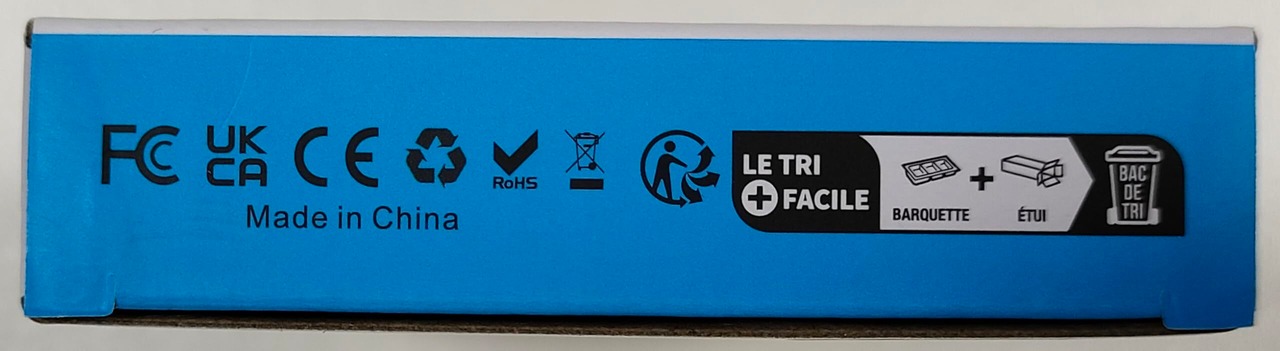 FC
UK
CA
CE
RoHS
Made in China
LE TRI
+ FACILE
BARQUETTE
+
ÉTUI
BAC
DE
TRI